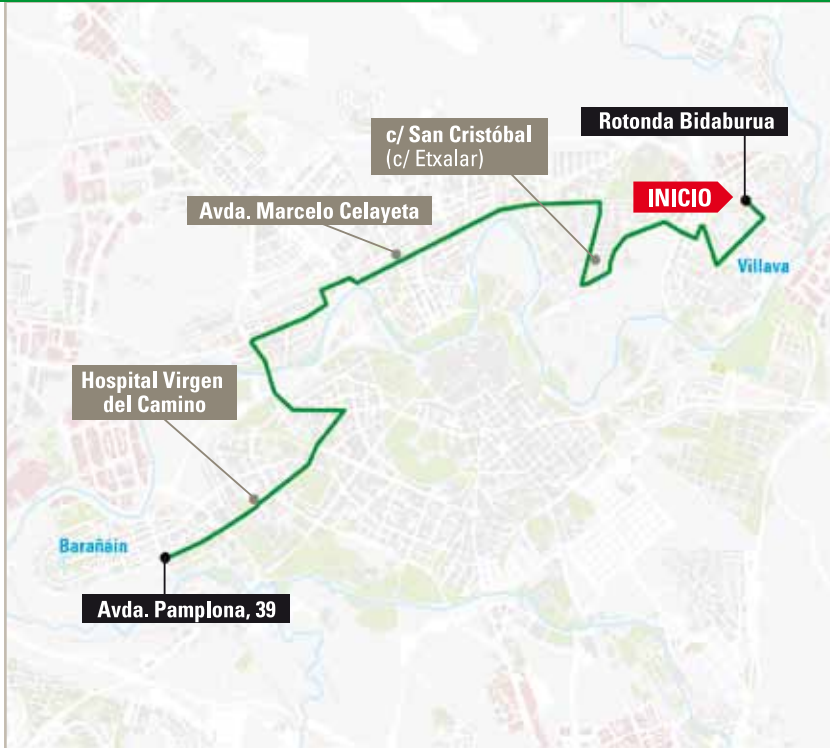 Rotonda Bidaburua
c/ San Cristóbal
(c/ Etxalar)
INICIO
Avda. Marcelo Celayeta
Villava
Hospital Virgen
del Camino
Barañáin
Avda. Pamplona, 39